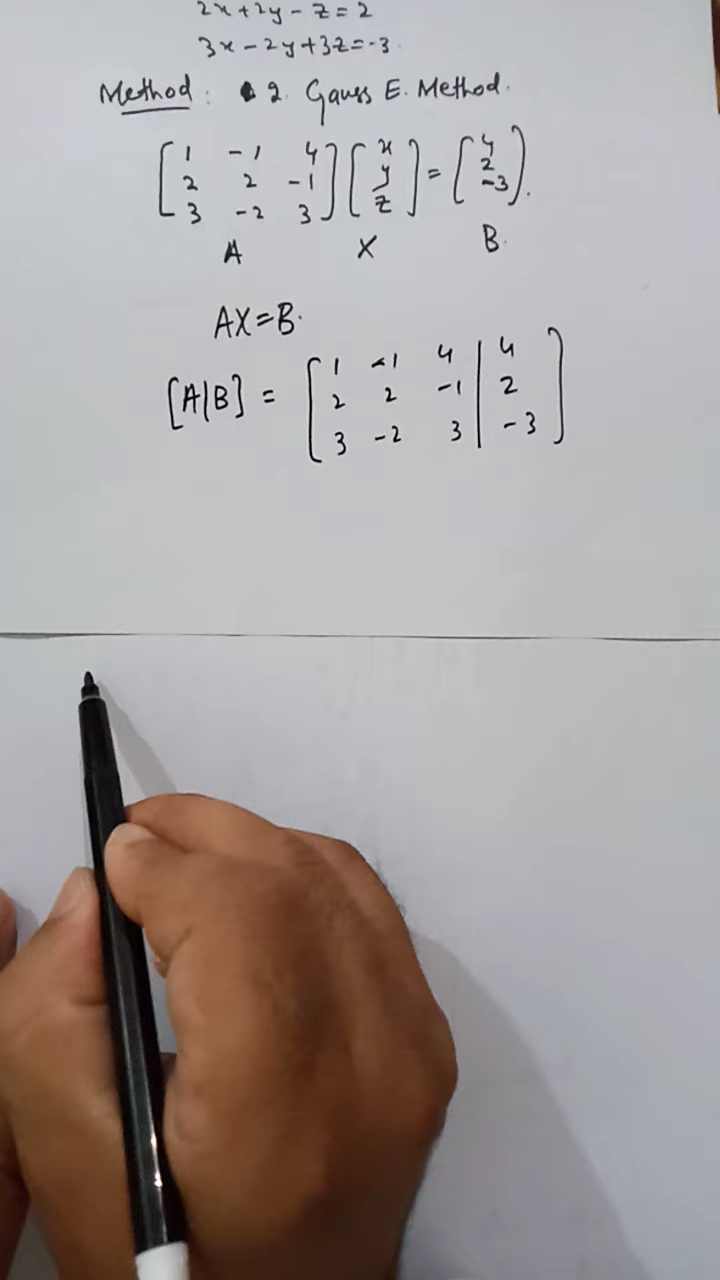 2x+2y-z=2
3x-2y+3z=-3.
Method: 2. Gauss E. Method.
[1 -1 4] [x] = [4]
[2 2 -1] [y] [2]
[3 -2 3] [z] [-3].
A X B.
AX=B.
[A|B] = [1 -1 4 | 4]
[2 2 -1 | 2]
[3 -2 3 | -3]